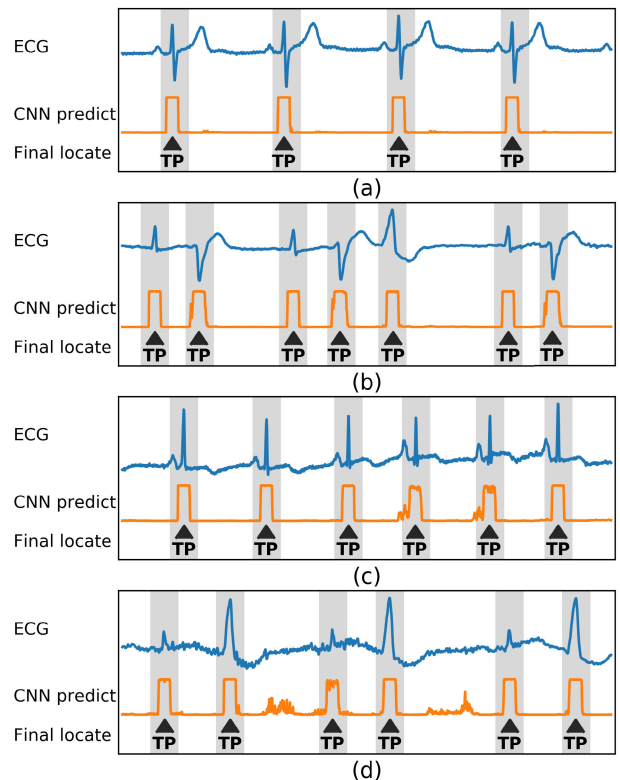 ECG
CNN predict
Final locate
TP TP TP TP
(a)
ECG
CNN predict
Final locate
TP TP TP TP TP TP TP
(b)
ECG
CNN predict
Final locate
TP TP TP TP TP TP
(c)
ECG
CNN predict
Final locate
TP TP TP TP TP TP
(d)